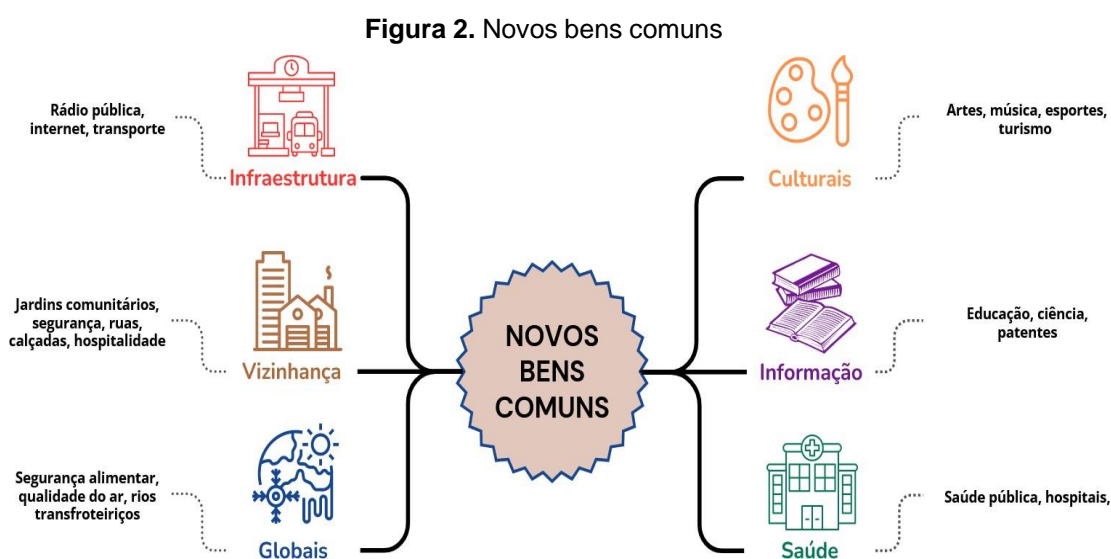 Figura 2. Novos bens comuns
Rádio pública,
internet, transporte
Infraestrutura
Jardins comunitários,
segurança, ruas,
calçadas, hospitalidade
Vizinhança
Segurança alimentar,
qualidade do ar, rios
transfroteiriços
Globais
NOVOS
BENS
COMUNS
Culturais
Artes, música, esportes,
turismo
Informação
Educação, ciência,
patentes
Saúde
Saúde pública, hospitais,